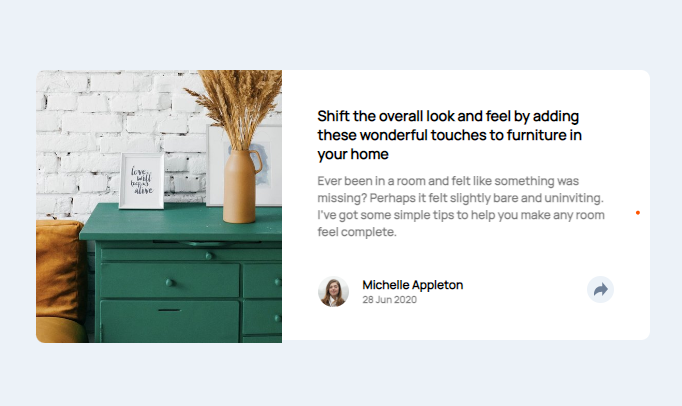 love
will
keep us
alive
Shift the overall look and feel by adding
these wonderful touches to furniture in
your home
Ever been in a room and felt like something was
missing? Perhaps it felt slightly bare and uninviting.
I've got some simple tips to help you make any room
feel complete.
Michelle Appleton
28 Jun 2020